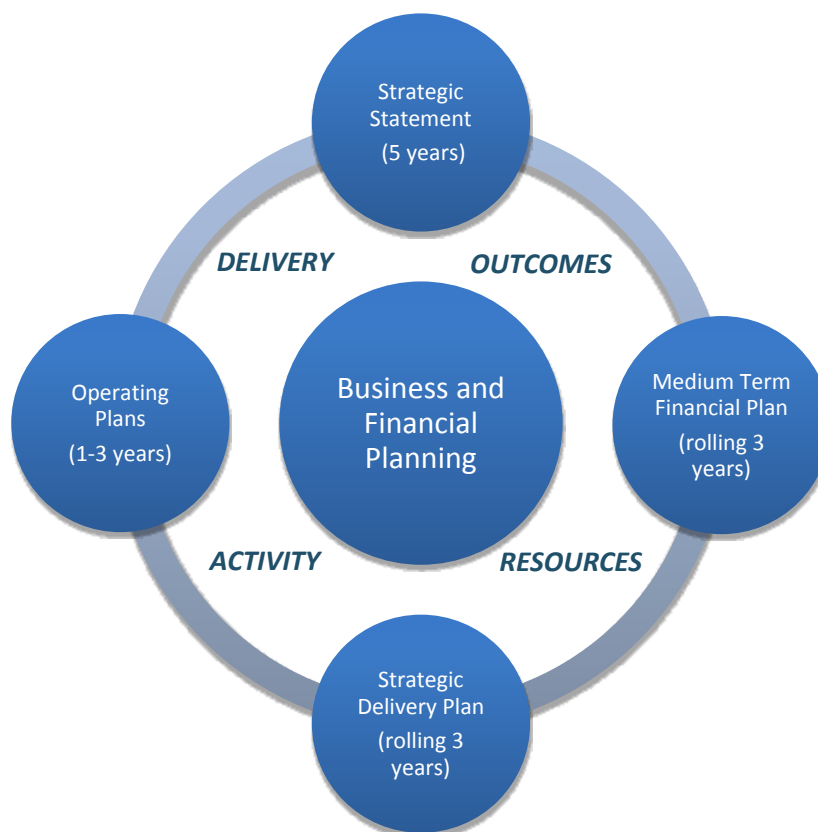 Strategic
Statement
(5 years)
DELIVERY
OUTCOMES
Operating
Plans
(1-3 years)
Business and
Financial
Planning
Medium Term
Financial Plan
(rolling 3
years)
ACTIVITY
RESOURCES
Strategic
Delivery Plan
(rolling 3
years)